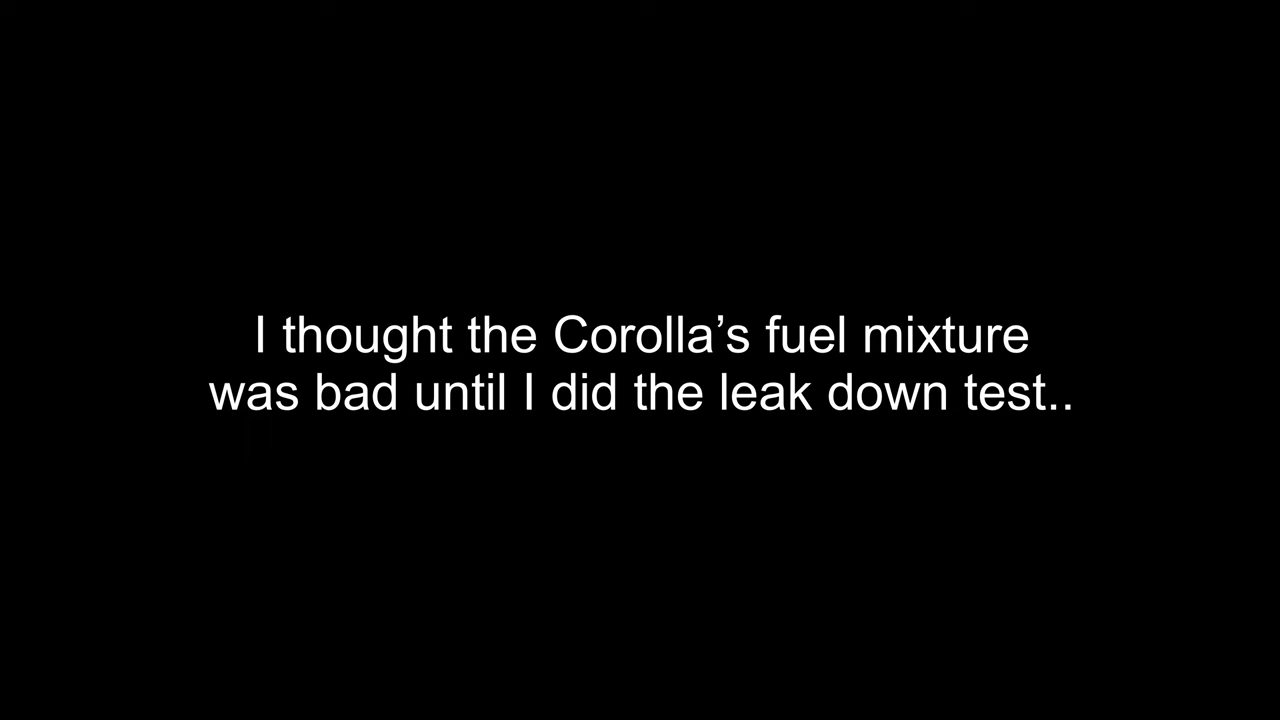 I thought the Corolla’s fuel mixture
was bad until I did the leak down test..